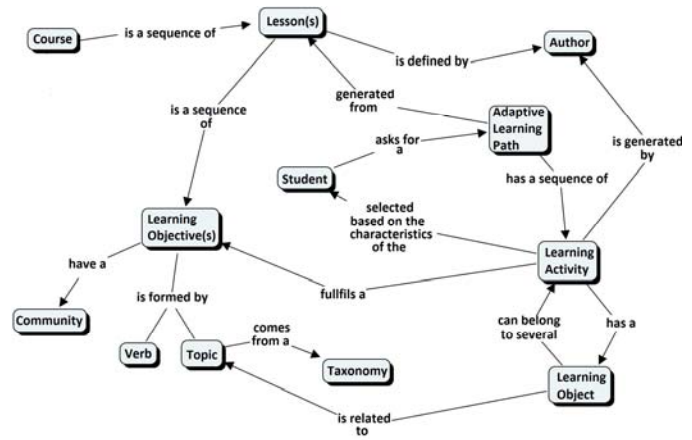 Lesson(s)
Course
is a sequence of
Author
is defined by
generated
from
Adaptive
Learning
Path
is a sequence
of
asks for
a
is generated
by
Student
has a sequence of
selected
based on the
characteristics
of the
Learning
Objective(s)
Learning
Activity
have a
fullfils a
is formed by
Community
can belong
to several
has a
comes
from a
Verb
Topic
Taxonomy
Learning
Object
is related
to